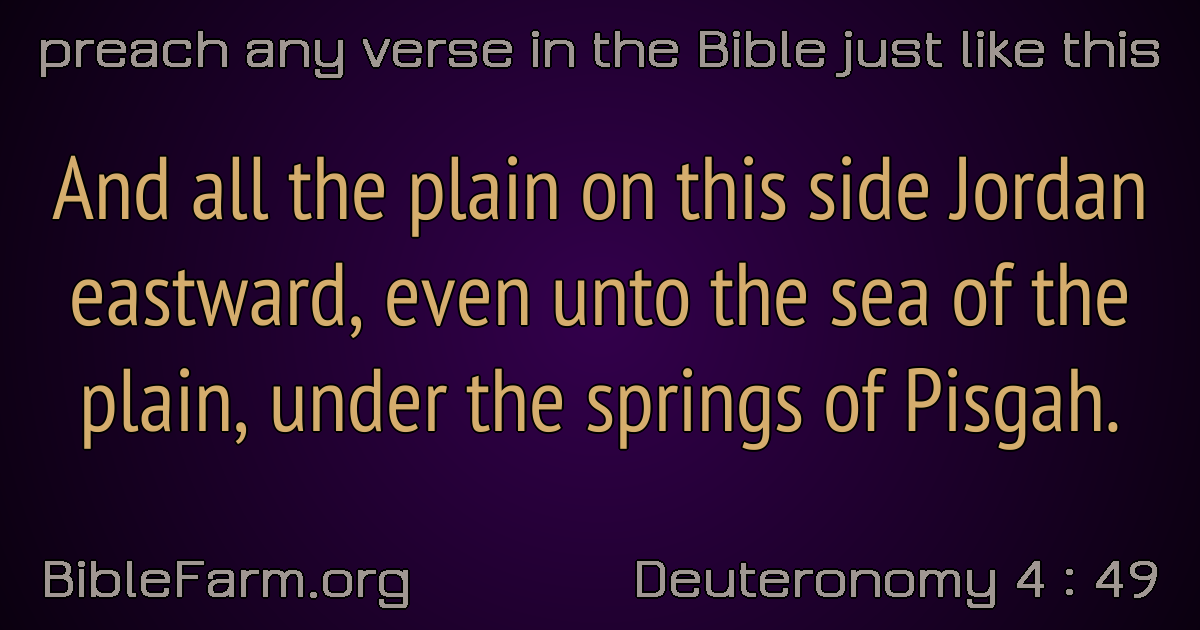 preach any verse in the Bible just like this
And all the plain on this side Jordan
eastward, even unto the sea of the
plain, under the springs of Pisgah.
BibleFarm.org
Deuteronomy 4 : 49